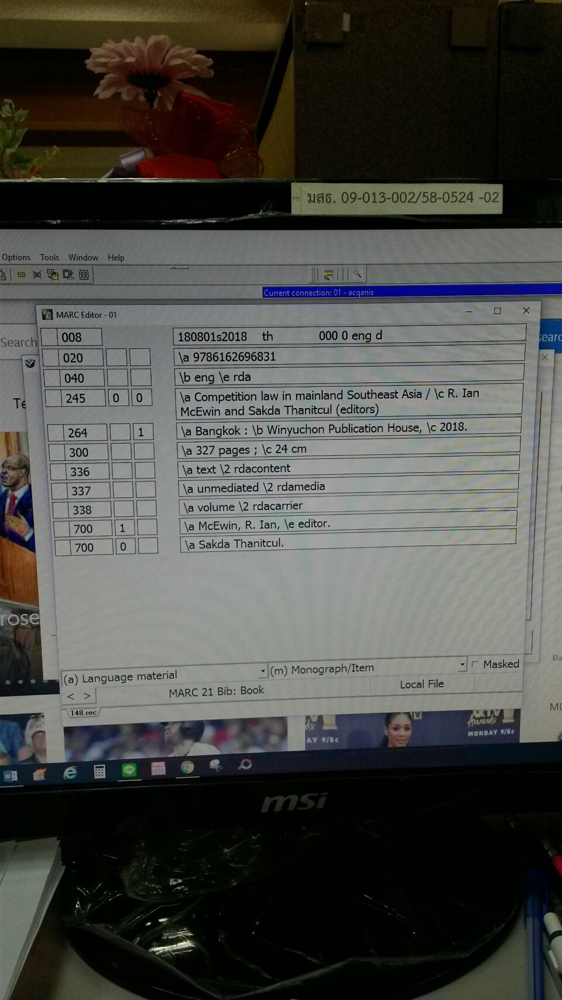 มสธ. 09-013-002/58-0524 -02
Options Tools Window Help
008
Current connection: 01 - acqanis
MARC Editor - 01
Search
008 180801s2018 th 000 0 eng d
020 \a 9786162696831
040 \b eng \e rda
245 0 0 \a Competition law in mainland Southeast Asia / \c R. Ian
McEwin and Sakda Thanitcul (editors)
264 1 \a Bangkok : \b Winyuchon Publication House, \c 2018.
300 \a 327 pages ; \c 24 cm
336 \a text \2 rdacontent
337 \a unmediated \2 rdamedia
338 \a volume \2 rdacarrier
700 1 \a McEwin, R. Ian, \e editor.
700 0 \a Sakda Thanitcul.
rose
(a) Language material (m) Monograph/Item Masked
< > MARC 21 Bib: Book Local File
148.rec
Awards
AY 9/8c MONDAY 9/8c
msi